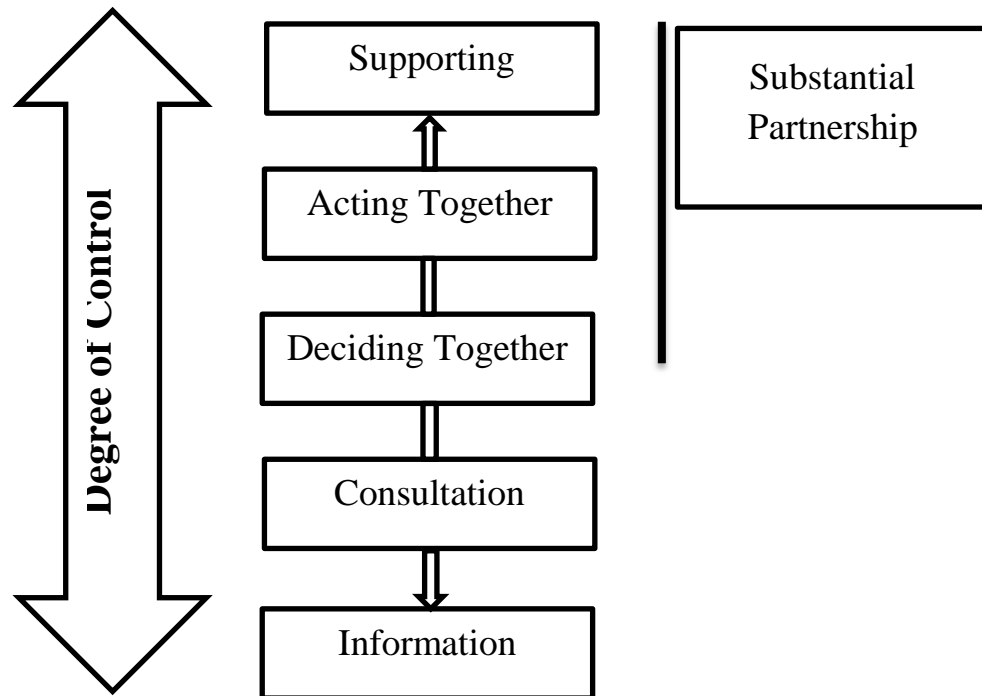 Supporting
Substantial
Partnership
Acting Together
Degree of Control
Deciding Together
Consultation
Information